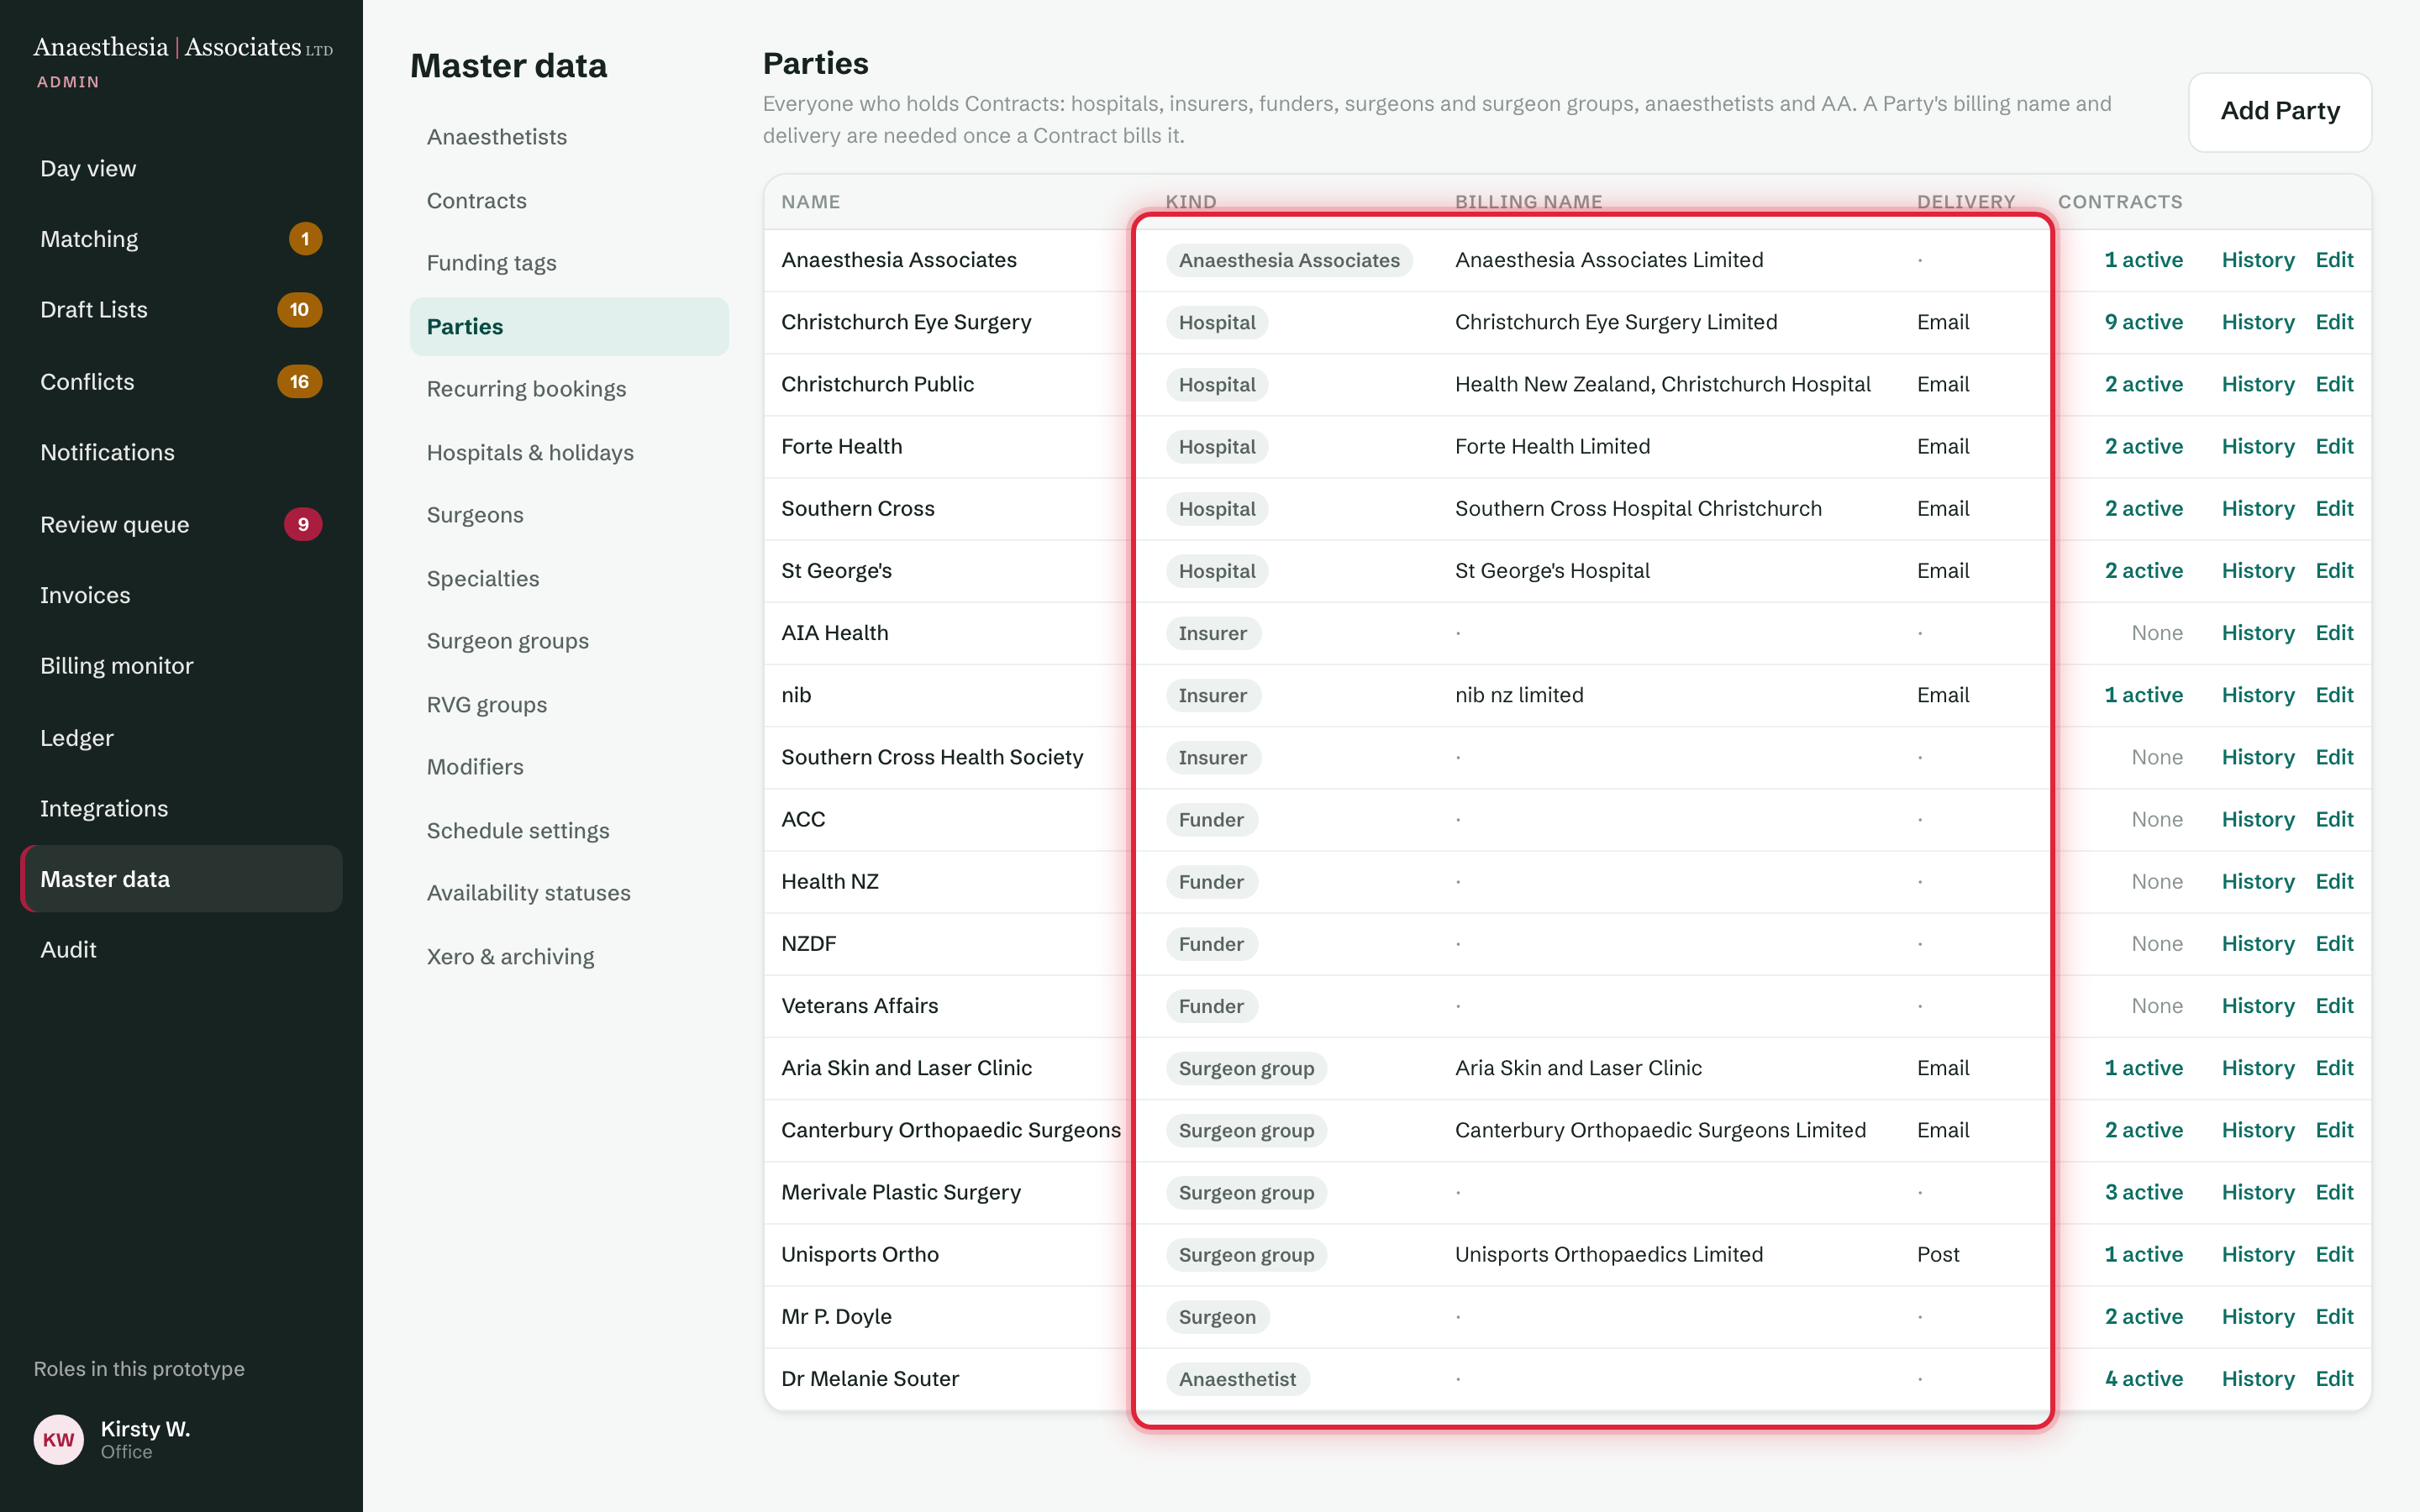 Anaesthesia | Associates LTD
ADMIN
Day view
Matching 1
Draft Lists 10
Conflicts 16
Notifications
Review queue 9
Invoices
Billing monitor
Ledger
Integrations
Master data
Audit
Roles in this prototype
KW
Kirsty W.
Office
Master data
Anaesthetists
Contracts
Funding tags
Parties
Recurring bookings
Hospitals & holidays
Surgeons
Specialties
Surgeon groups
RVG groups
Modifiers
Schedule settings
Availability statuses
Xero & archiving
Parties
Everyone who holds Contracts: hospitals, insurers, funders, surgeons and surgeon groups, anaesthetists and AA. A Party's billing name and
delivery are needed once a Contract bills it.
Add Party
NAME KIND BILLING NAME DELIVERY CONTRACTS
Anaesthesia Associates Anaesthesia Associates Anaesthesia Associates Limited · 1 active History Edit
Christchurch Eye Surgery Hospital Christchurch Eye Surgery Limited Email 9 active History Edit
Christchurch Public Hospital Health New Zealand, Christchurch Hospital Email 2 active History Edit
Forte Health Hospital Forte Health Limited Email 2 active History Edit
Southern Cross Hospital Southern Cross Hospital Christchurch Email 2 active History Edit
St George's Hospital St George's Hospital Email 2 active History Edit
AIA Health Insurer · · None History Edit
nib Insurer nib nz limited Email 1 active History Edit
Southern Cross Health Society Insurer · · None History Edit
ACC Funder · · None History Edit
Health NZ Funder · · None History Edit
NZDF Funder · · None History Edit
Veterans Affairs Funder · · None History Edit
Aria Skin and Laser Clinic Surgeon group Aria Skin and Laser Clinic Email 1 active History Edit
Canterbury Orthopaedic Surgeons Surgeon group Canterbury Orthopaedic Surgeons Limited Email 2 active History Edit
Merivale Plastic Surgery Surgeon group · · 3 active History Edit
Unisports Ortho Surgeon group Unisports Orthopaedics Limited Post 1 active History Edit
Mr P. Doyle Surgeon · · 2 active History Edit
Dr Melanie Souter Anaesthetist · · 4 active History Edit